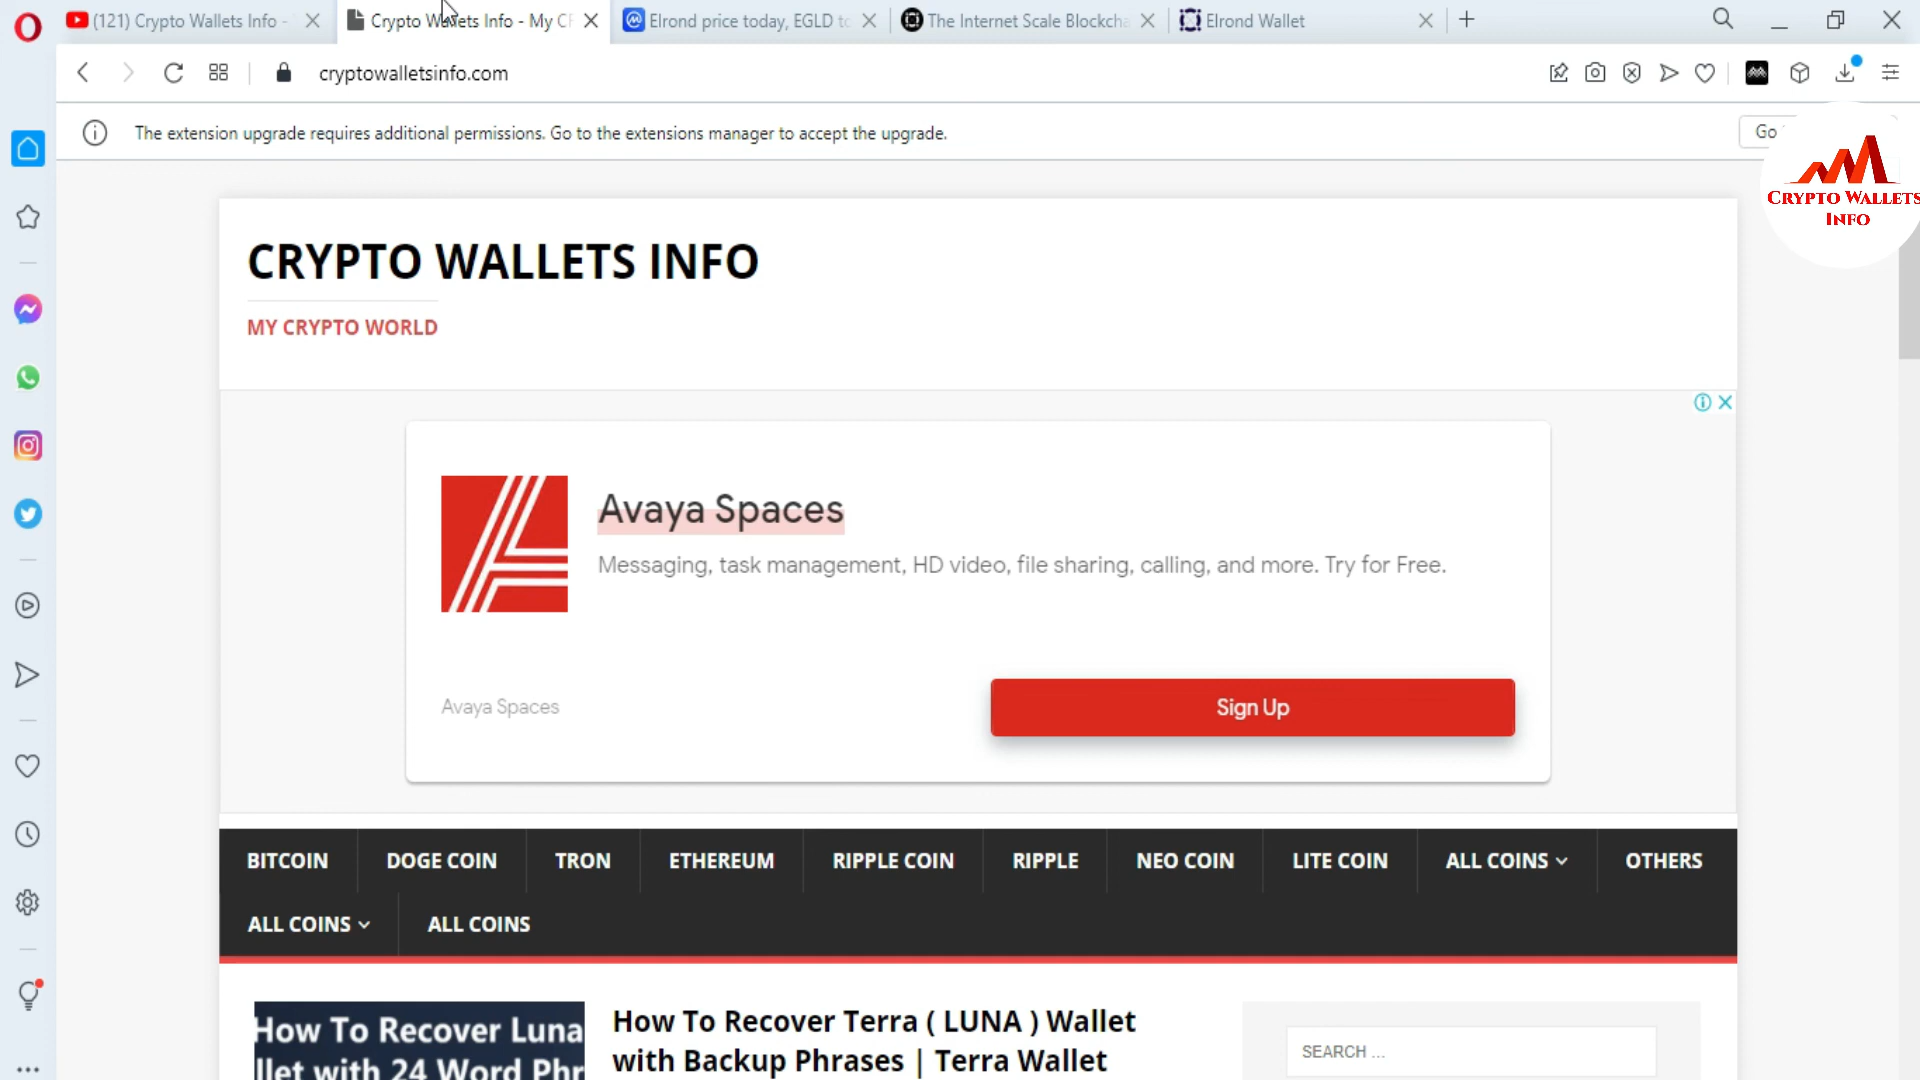 (121) Crypto Wallets Info -
Crypto Wallets Info - My C
Elrond price today, EGLD to
The Internet Scale Blockcha
Elrond Wallet
cryptowalletsinfo.com
The extension upgrade requires additional permissions. Go to the extensions manager to accept the upgrade.
Go
CRYPTO WALLETS
INFO
CRYPTO WALLETS INFO
MY CRYPTO WORLD
Avaya Spaces
Messaging, task management, HD video, file sharing, calling, and more. Try for Free.
Avaya Spaces
Sign Up
BITCOIN
DOGE COIN
TRON
ETHEREUM
RIPPLE COIN
RIPPLE
NEO COIN
LITE COIN
ALL COINS
OTHERS
ALL COINS
ALL COINS
How To Recover Luna
llet with 24 Word Phr
How To Recover Terra ( LUNA ) Wallet
with Backup Phrases | Terra Wallet
SEARCH ...